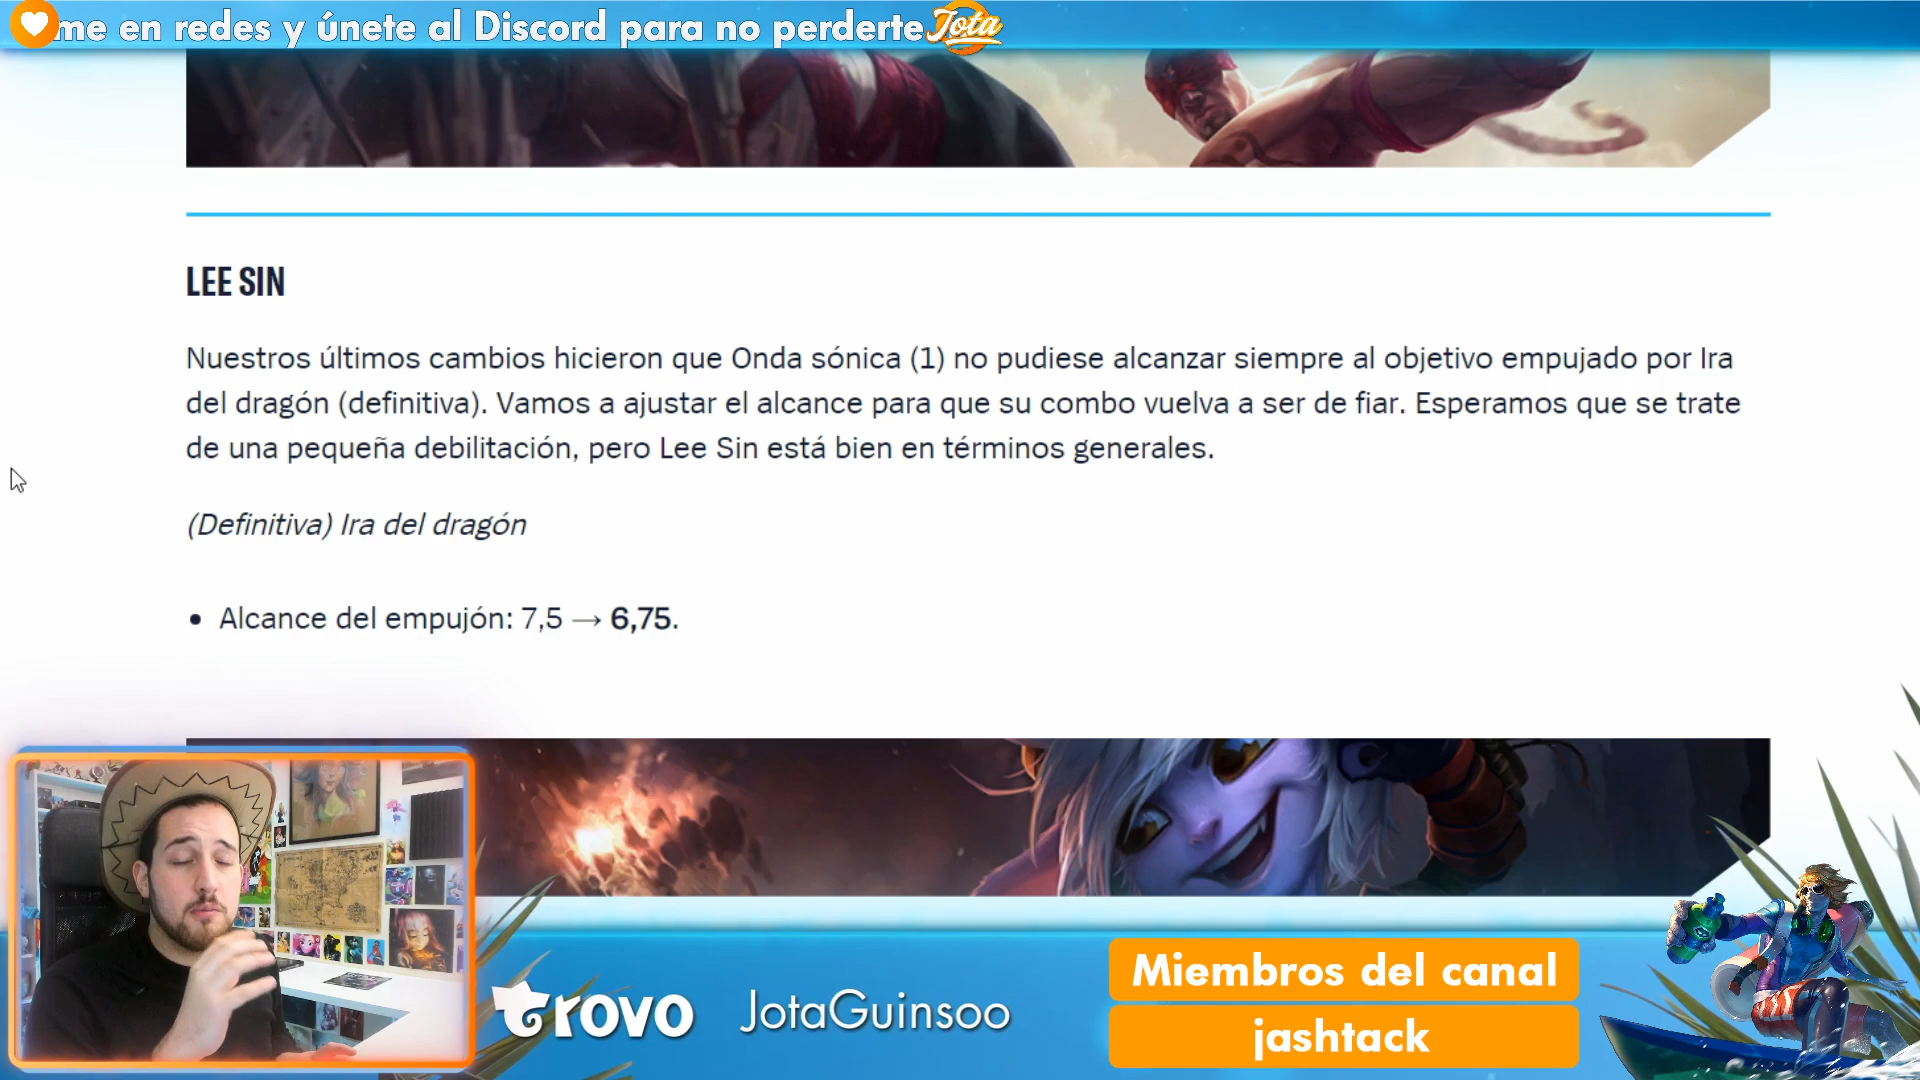 me en redes y únete al Discord para no perderte
Jota
LEE SIN
Nuestros últimos cambios hicieron que Onda sónica (1) no pudiese alcanzar siempre al objetivo empujado por Ira
del dragón (definitiva). Vamos a ajustar el alcance para que su combo vuelva a ser de fiar. Esperamos que se trate
de una pequeña debilitación, pero Lee Sin está bien en términos generales.
(Definitiva) Ira del dragón
• Alcance del empujón: 7,5 → 6,75.
trovo
JotaGuinsoo
Miembros del canal
jashtack